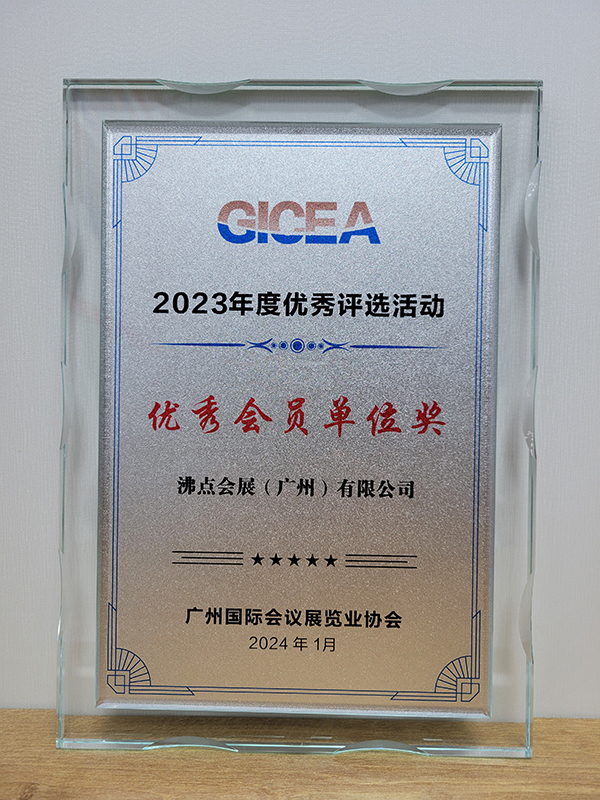 GICEA
2023年度优秀评选活动
优秀会员单位奖
沸点会展（广州）有限公司
广州国际会议展览业协会
2024 年 1月